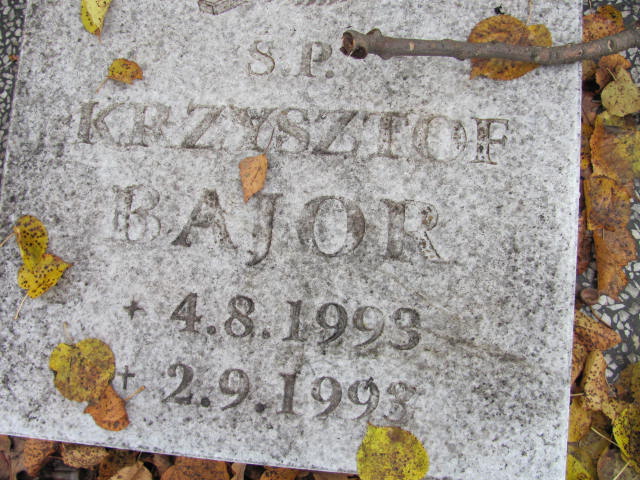 S.P.
KRZYSZTOF
BAJOR
+ 4.8.1993
+ 2.9.1993